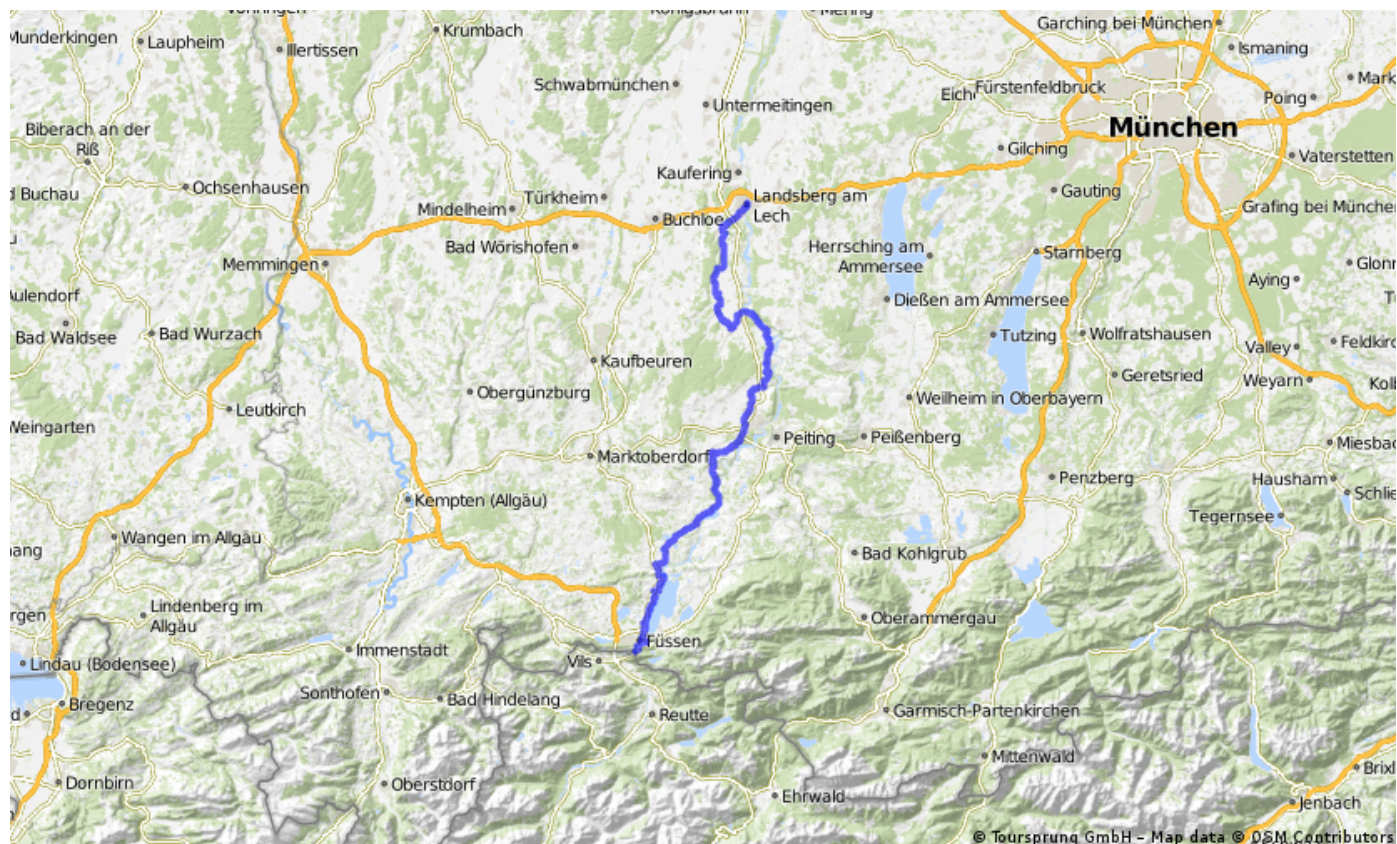 Garching bei München
Munderkingen
Laupheim
Illertissen
Krumbach
Ismaning
Schwabmünchen
Untermeitingen
Fürstenfeldbruck
Poing
München
Biberach an der
Riß
Gilching
Vaterstetten
Kaufering
Ochsenhausen
Landsberg am
Lech
Gauting
d Buchau
Türkheim
Mindelheim
Buchloe
Grafing bei München
Bad Wörishofen
Herrsching am
Ammersee
Starnberg
Memmingen
Aying
Aulendorf
Dießen am Ammersee
Bad Waldsee
Bad Wurzach
Tutzing
Wolfratshausen
Valley
Kaufbeuren
Geretsried
Weyarn
Obergünzburg
Weilheim in Oberbayern
Leutkirch
Weingarten
Peiting
Peißenberg
Marktoberdorf
Penzberg
Hausham
Kempten (Allgäu)
Tegernsee
Wangen im Allgäu
Bad Kohlgrub
Lindenberg im
Allgäu
Oberammergau
Füssen
Immenstadt
Vils
Lindau (Bodensee)
Sonthofen
Bad Hindelang
Bregenz
Reutte
Garmisch-Partenkirchen
Mittenwald
Dornbirn
Oberstdorf
Ehrwald
Jenbach
© Toursprung GmbH – Map data © OSM Contributors